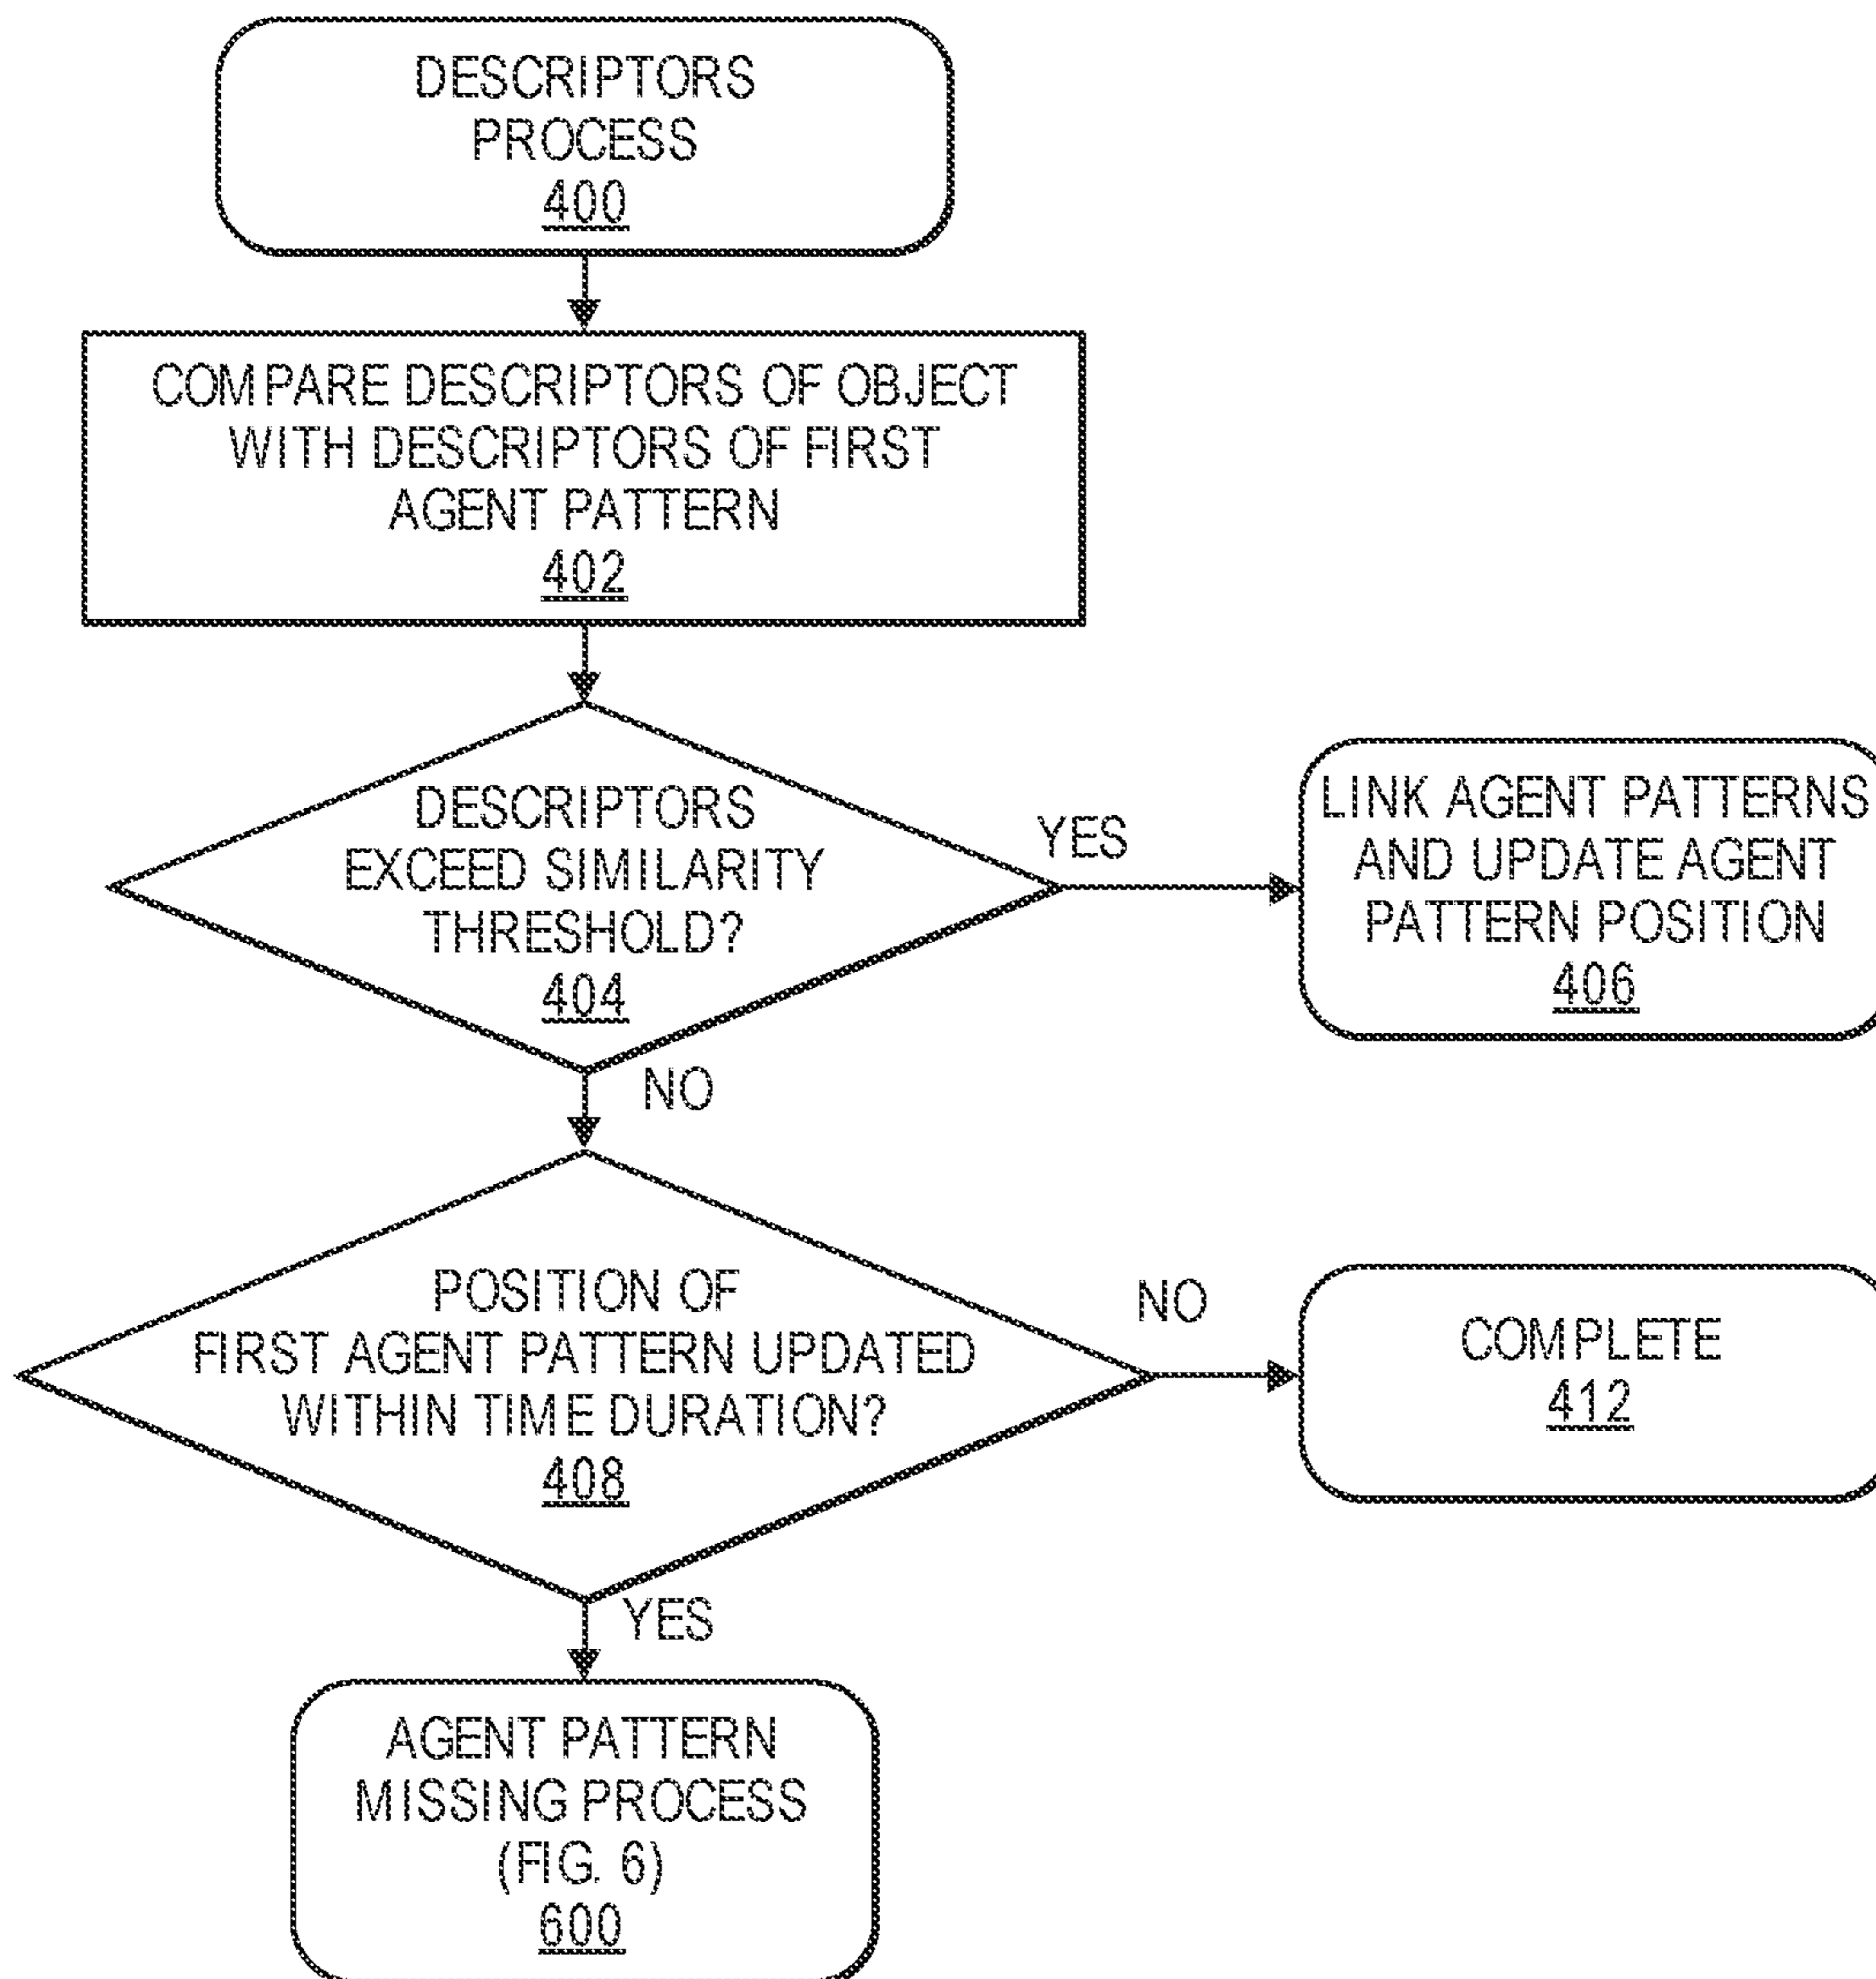 DESCRIPTORS
PROCESS
400
COMPARE DESCRIPTORS OF OBJECT
WITH DESCRIPTORS OF FIRST
AGENT PATTERN
402
DESCRIPTORS
EXCEED SIMILARITY
THRESHOLD?
404
YES
LINK AGENT PATTERNS
AND UPDATE AGENT
PATTERN POSITION
406
NO
POSITION OF
FIRST AGENT PATTERN UPDATED
WITHIN TIME DURATION?
408
NO
COMPLETE
412
YES
AGENT PATTERN
MISSING PROCESS
(FIG. 6)
600